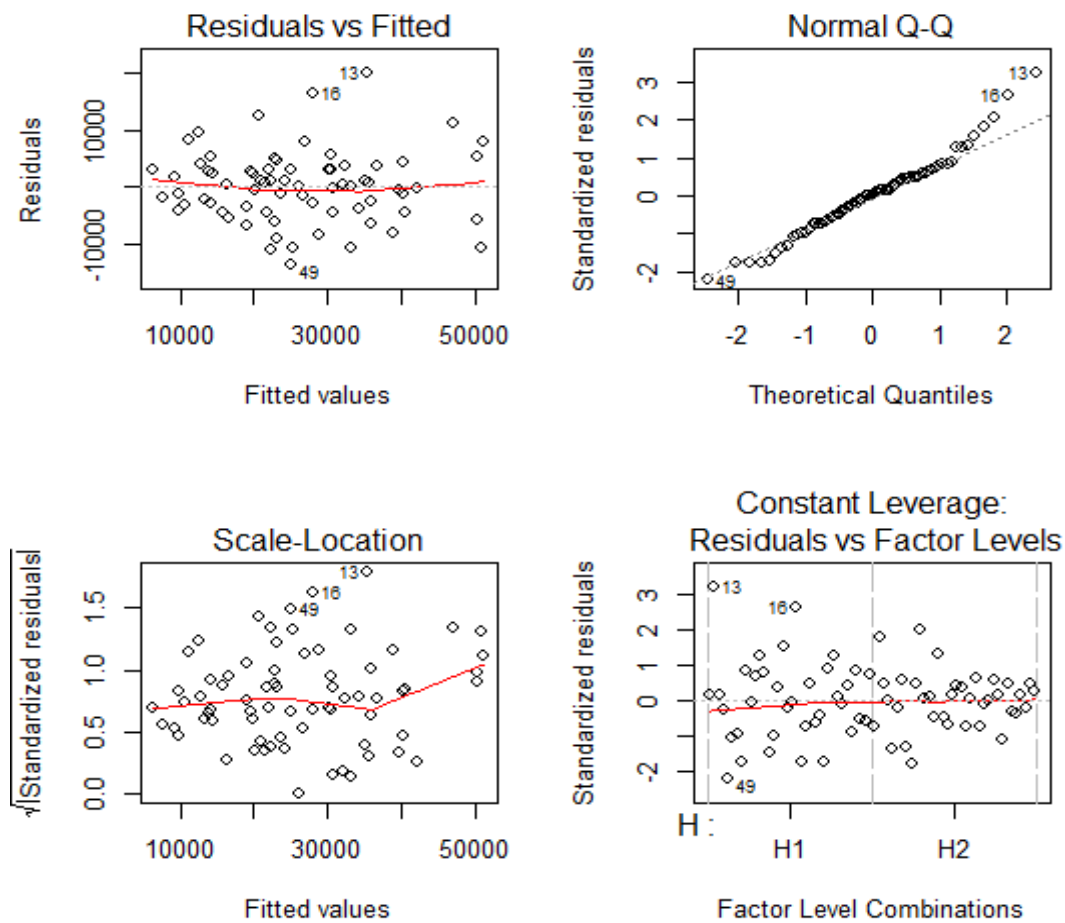 Residuals vs Fitted
Residuals
10000
-10000
13
16
49
10000 30000 50000
Fitted values
Normal Q-Q
Standardized residuals
3
2
1
0
-2
13
16
49
-2 -1 0 1 2
Theoretical Quantiles
Scale-Location
√|Standardized residuals|
1.5
1.0
0.5
0.0
13
16
49
10000 30000 50000
Fitted values
Constant Leverage:
Residuals vs Factor Levels
Standardized residuals
3
2
1
0
-2
13
16
49
H :
H1 H2
Factor Level Combinations